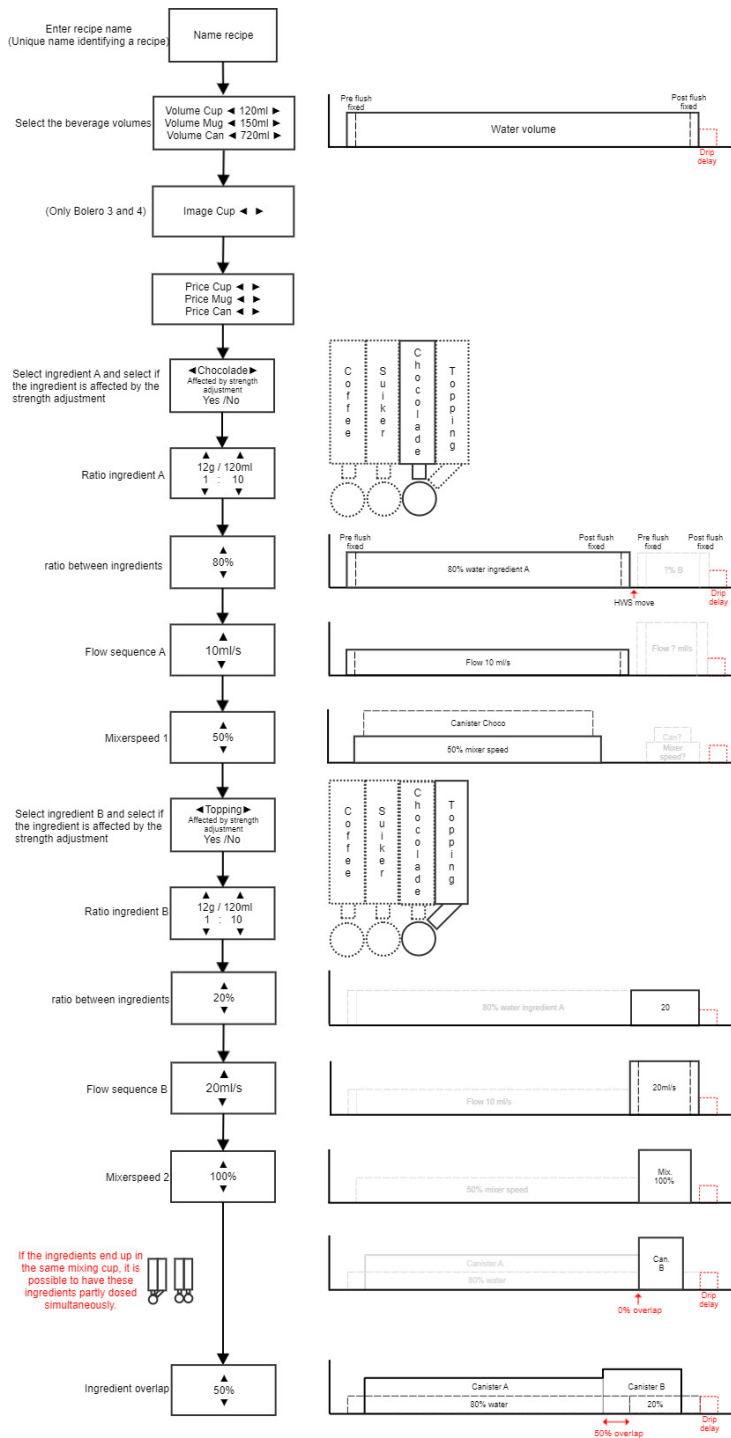 Enter recipe name
(Unique name identifying a recipe)
Name recipe
Select the beverage volumes
Volume Cup ◄ 120ml ►
Volume Mug ◄ 150ml ►
Volume Can ◄ 720ml ►
Pre flush
fixed
Post flush
fixed
Water volume
Drip
delay
(Only Bolero 3 and 4)
Image Cup ◄ ►
Price Cup ◄ ►
Price Mug ◄ ►
Price Can ◄ ►
Select ingredient A and select if
the ingredient is affected by the
strength adjustment
◄Chocolade►
Affected by strength
adjustment
Yes /No
Coffee
Suiker
Chocolade
Topping
Ratio ingredient A
▲ ▲
12g / 120ml
1 : 10
▼ ▼
ratio between ingredients
▲
80%
▼
Pre flush
fixed
Post flush
fixed
Pre flush
fixed
Post flush
fixed
80% water ingredient A
?% B
HWS move
Drip
delay
Flow sequence A
▲
10ml/s
▼
Flow 10 ml/s
Flow ? ml/s
Mixerspeed 1
▲
50%
▼
Canister Choco
50% mixer speed
Can?
Mixer
speed?
Select ingredient B and select if
the ingredient is affected by the
strength adjustment
◄Topping►
Affected by strength
adjustment
Yes /No
Coffee
Suiker
Chocolade
Topping
Ratio ingredient B
▲ ▲
12g / 120ml
1 : 10
▼ ▼
ratio between ingredients
▲
20%
▼
80% water ingredient A
20
Flow sequence B
▲
20ml/s
▼
Flow 10 ml/s
20ml/s
Mixerspeed 2
▲
100%
▼
50% mixer speed
Mix.
100%
If the ingredients end up in
the same mixing cup, it is
possible to have these
ingredients partly dosed
simultaneously.
Canister A
80% water
Can.
B
0% overlap
Drip
delay
Ingredient overlap
▲
50%
▼
Canister A
Canister B
80% water
20%
50% overlap
Drip
delay